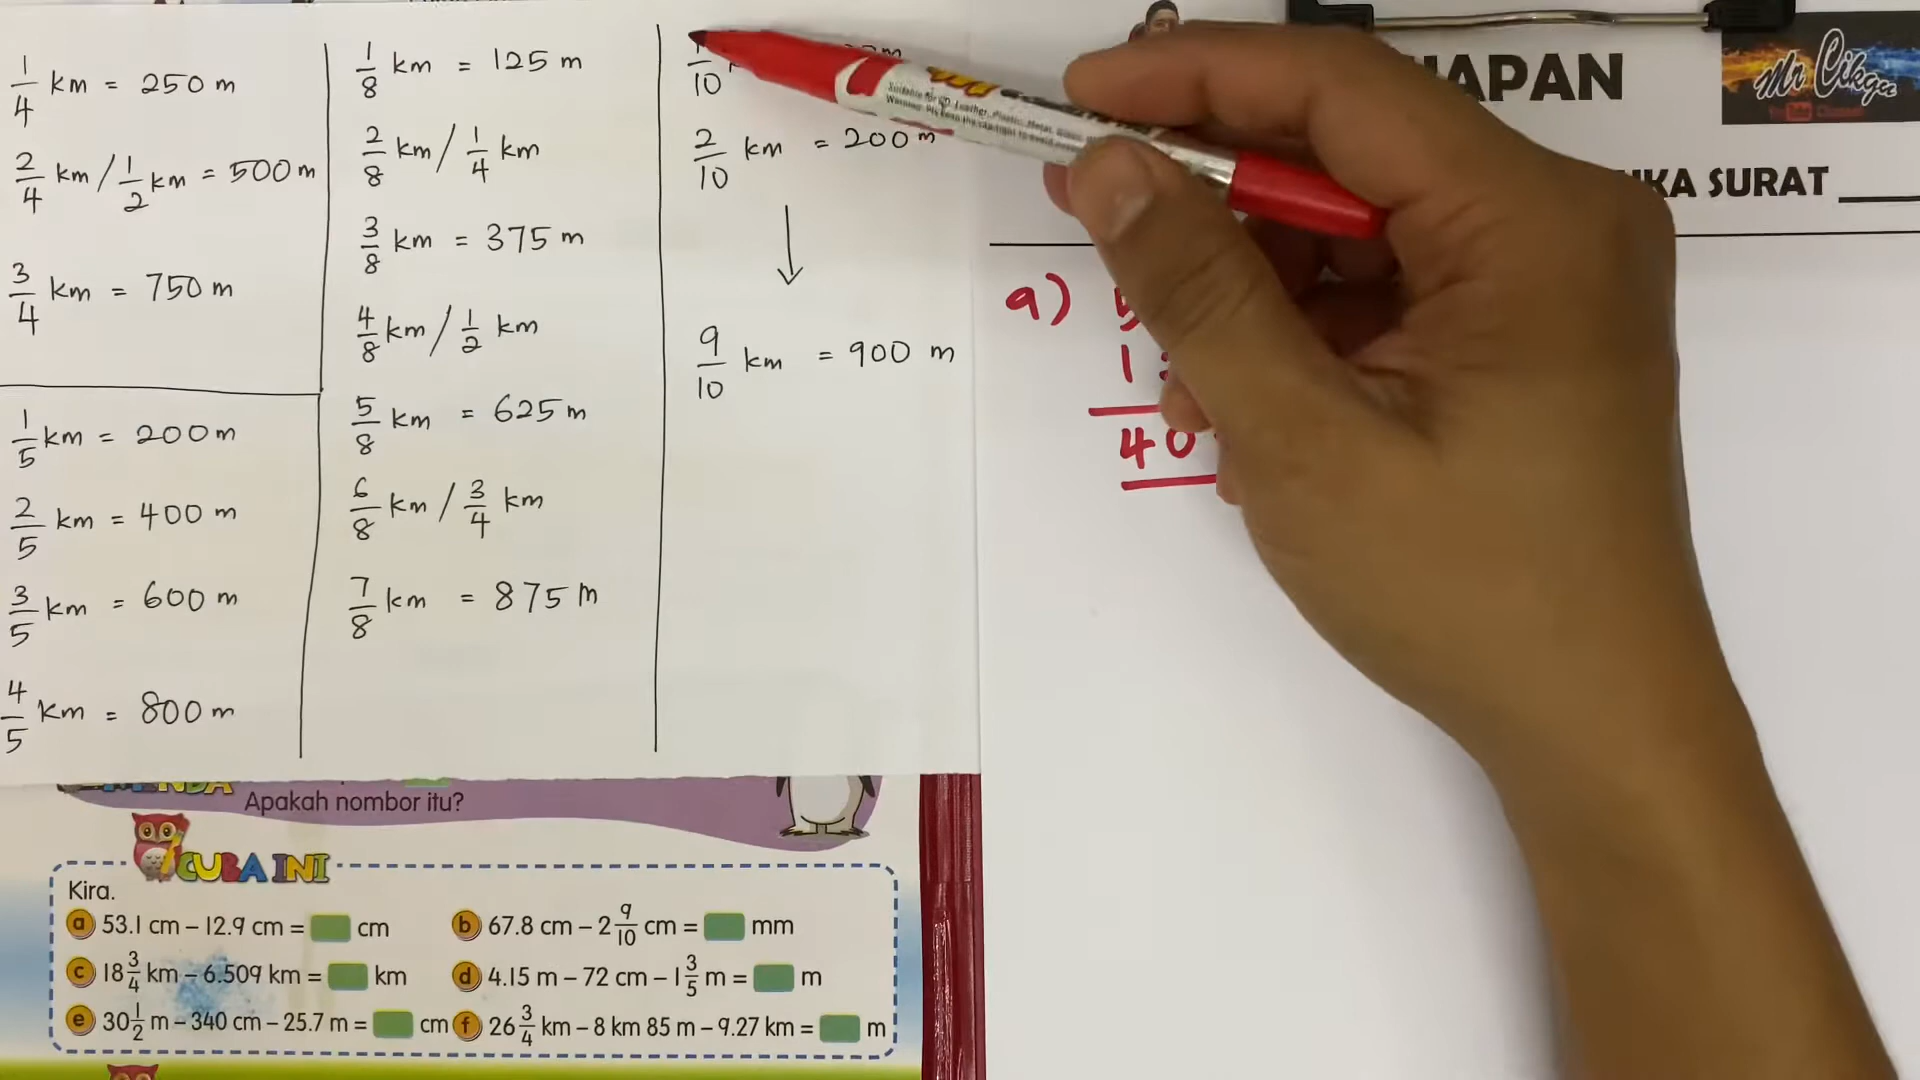 1/4 km = 250 m
2/4 km / 1/2 km = 500 m
3/4 km = 750 m
1/5 km = 200 m
2/5 km = 400 m
3/5 km = 600 m
4/5 km = 800 m
1/8 km = 125 m
2/8 km / 1/4 km
3/8 km = 375 m
4/8 km / 1/2 km
5/8 km = 625 m
6/8 km / 3/4 km
7/8 km = 875 m
10
m
2/10 km = 200 m
9/10 km = 900 m
Mr Cikgu
SURAT
a) 5
1
40
Apakah nombor itu?
CUBA INI
Kira.
a 53.1 cm – 12.9 cm = cm
b 67.8 cm – 2 9/10 cm = mm
c 18 3/4 km – 6.509 km = km
d 4.15 m – 72 cm – 1 3/5 m = m
e 30 1/2 m – 340 cm – 25.7 m = cm
f 26 3/4 km – 8 km 85 m – 9.27 km = m